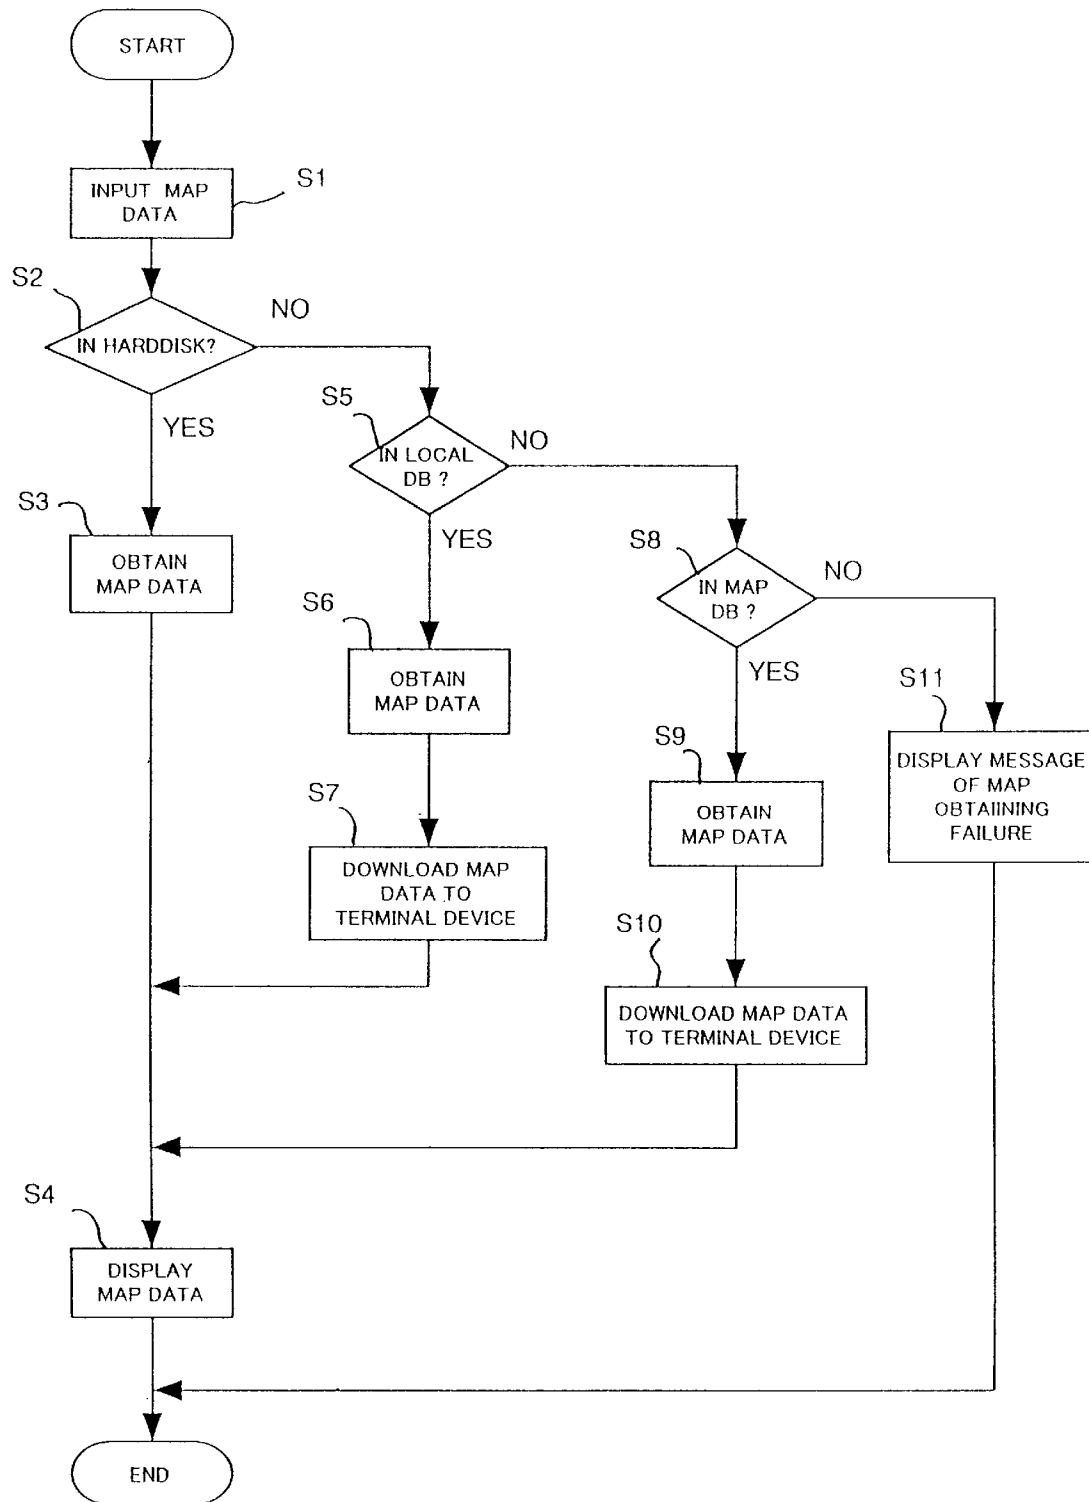 START
INPUT MAP
DATA
S1
S2
IN HARDDISK?
NO
YES
S5
IN LOCAL
DB ?
NO
YES
S3
OBTAIN
MAP DATA
S8
IN MAP
DB ?
NO
YES
S6
OBTAIN
MAP DATA
S11
DISPLAY MESSAGE
OF MAP
OBTAIINING
FAILURE
S9
OBTAIN
MAP DATA
S7
DOWNLOAD MAP
DATA TO
TERMINAL DEVICE
S10
DOWNLOAD MAP DATA
TO TERMINAL DEVICE
S4
DISPLAY
MAP DATA
END